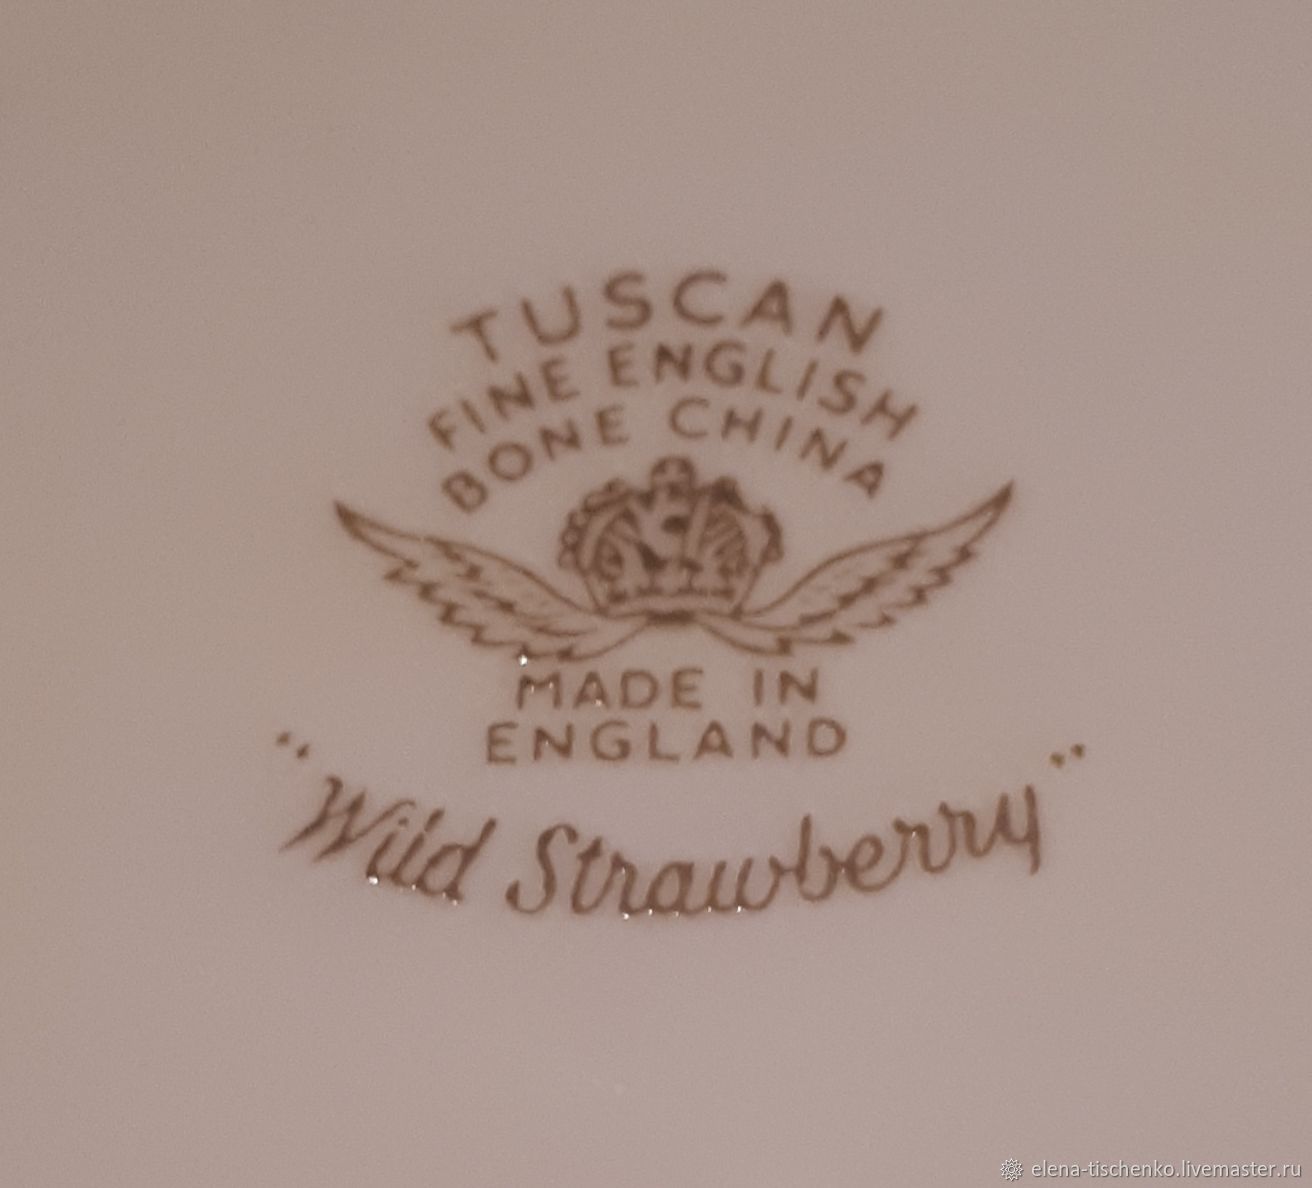 TUSCAN
FINE ENGLISH
BONE CHINA
MADE IN
ENGLAND
"Wild Strawberry"
elena-tischenko.livemaster.ru